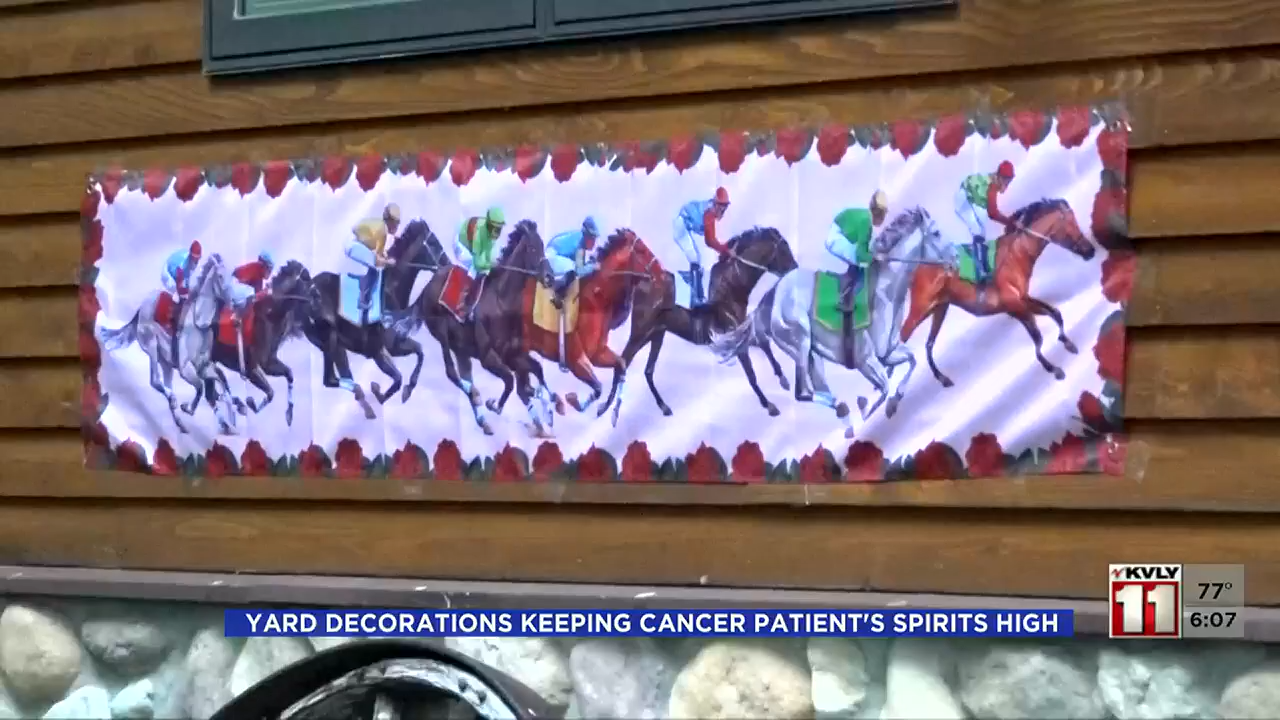 YARD DECORATIONS KEEPING CANCER PATIENT'S SPIRITS HIGH
KVLY
11
77°
6:07